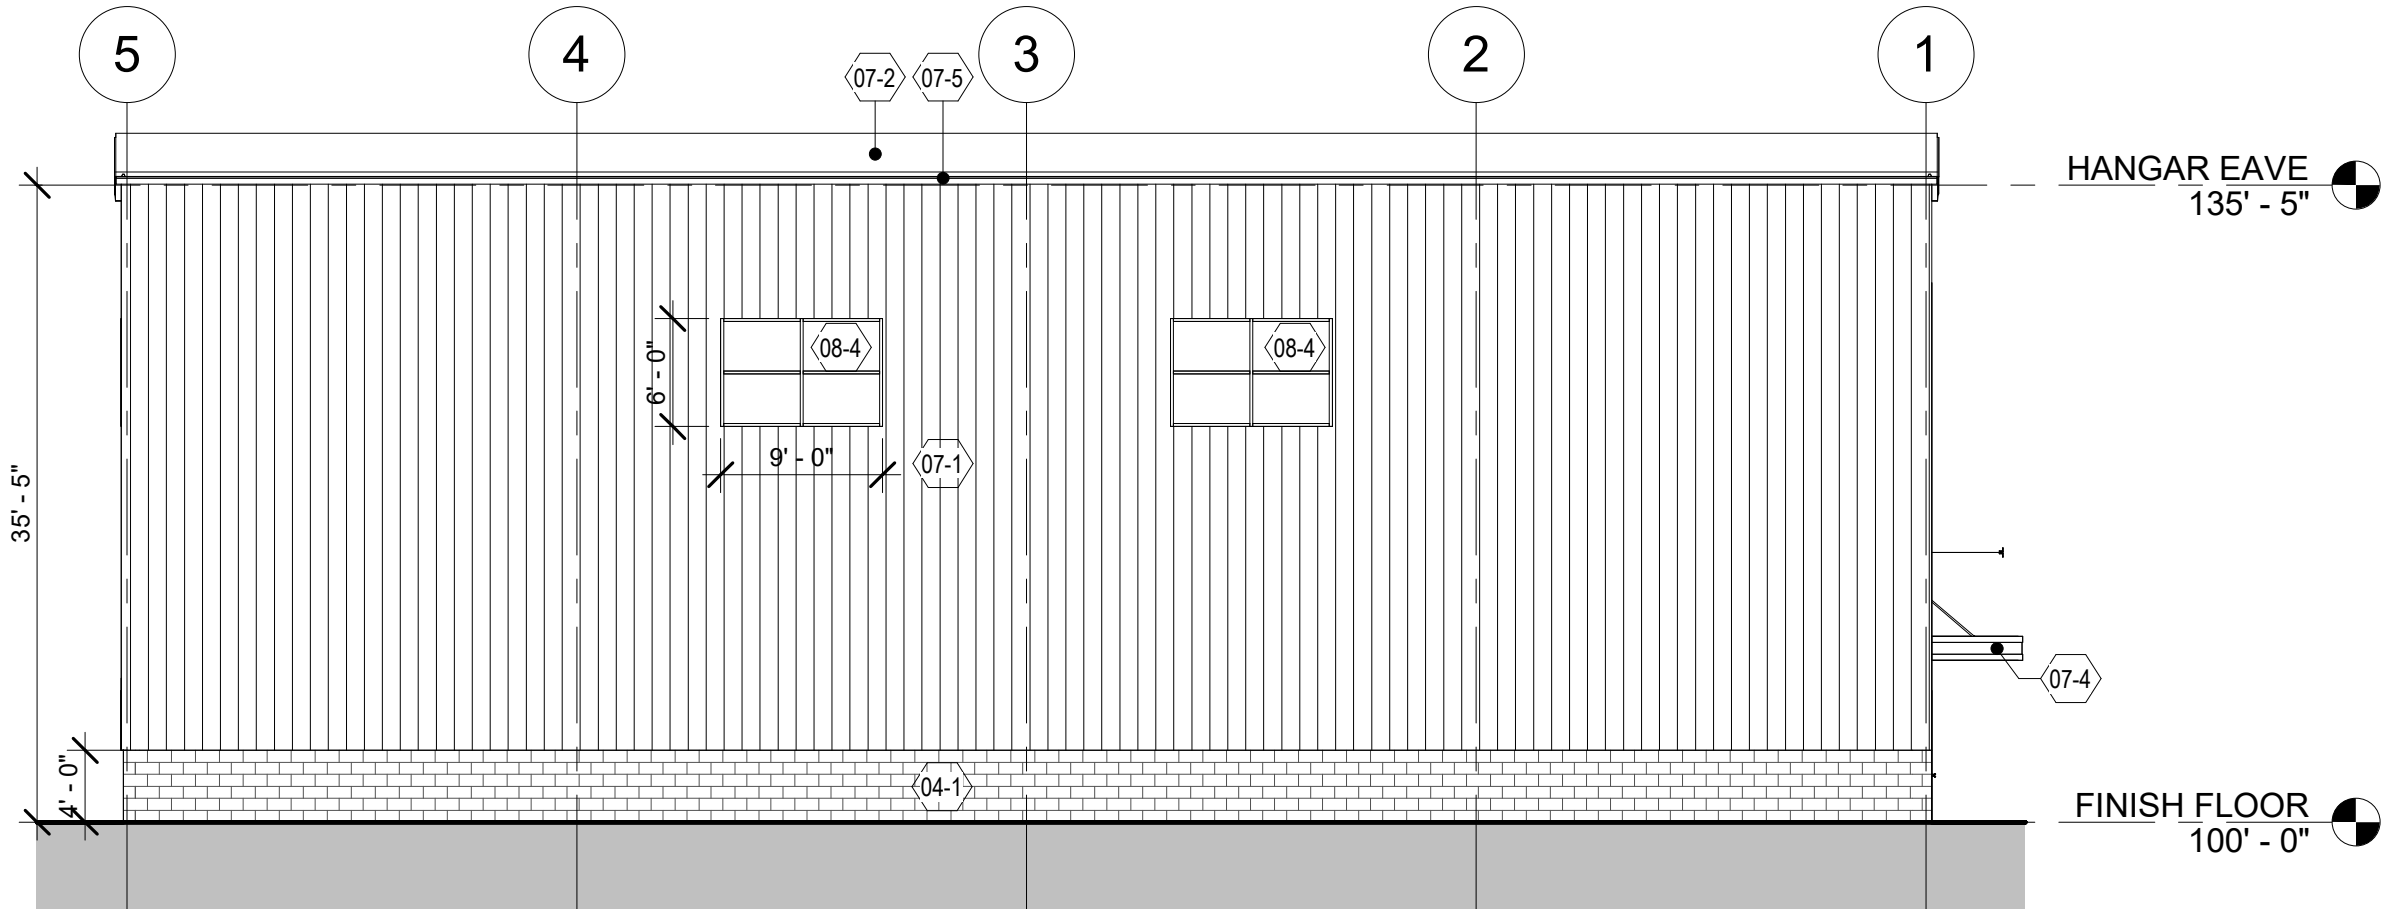 5
4
3
2
1
07-2
07-5
HANGAR EAVE
135' - 5"
08-4
08-4
6' - 0"
9' - 0"
07-1
35' - 5"
07-4
4' - 0"
04-1
FINISH FLOOR
100' - 0"